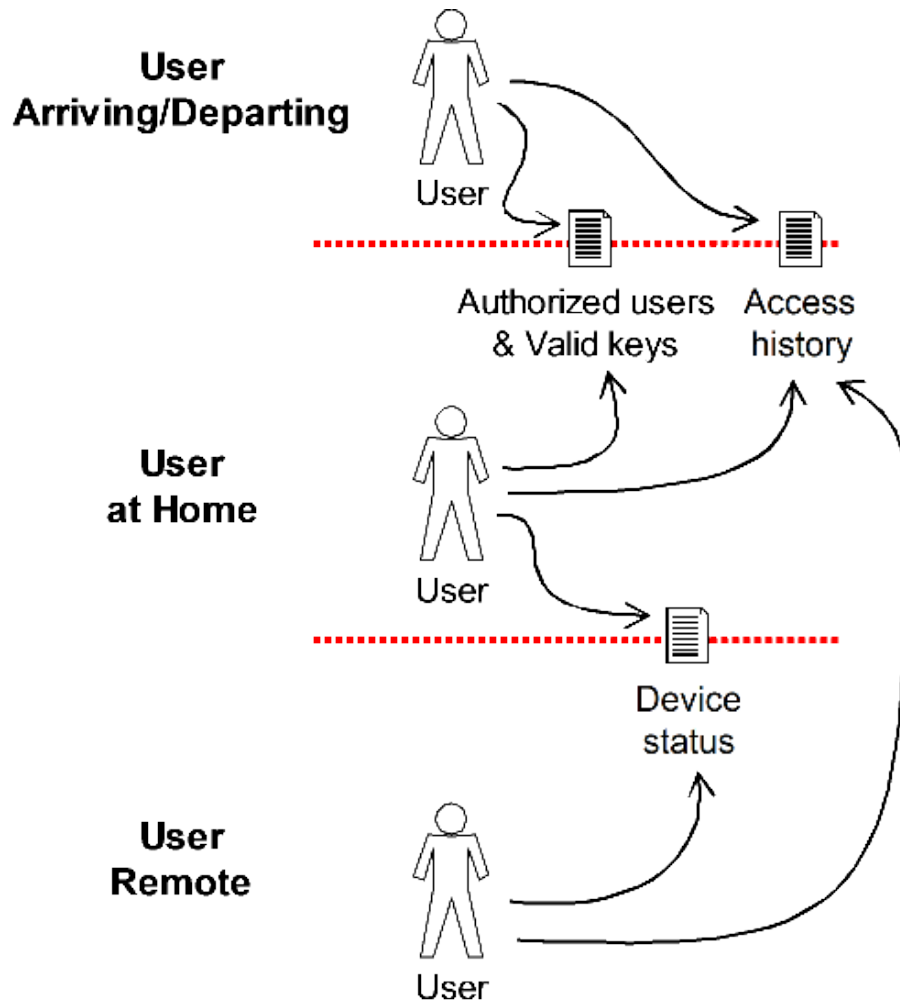 User
Arriving/Departing
User
Authorized users
& Valid keys
Access
history
User
at Home
User
Device
status
User
Remote
User